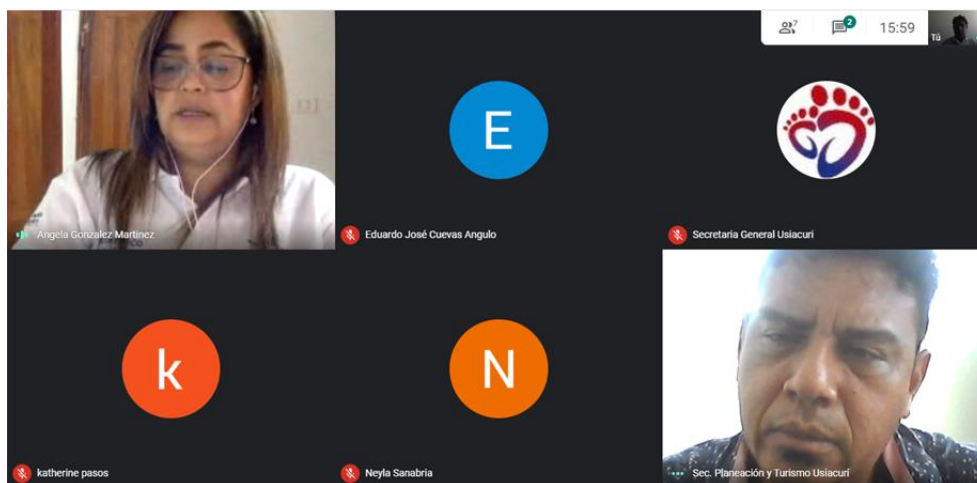 7
2
15:59
Tú
E
Angela Gonzalez Martinez
Eduardo José Cuevas Angulo
Secretaria General Usiacuri
k
N
katherine pasos
Neyla Sanabria
Sec. Planeación y Turismo Usiacurí